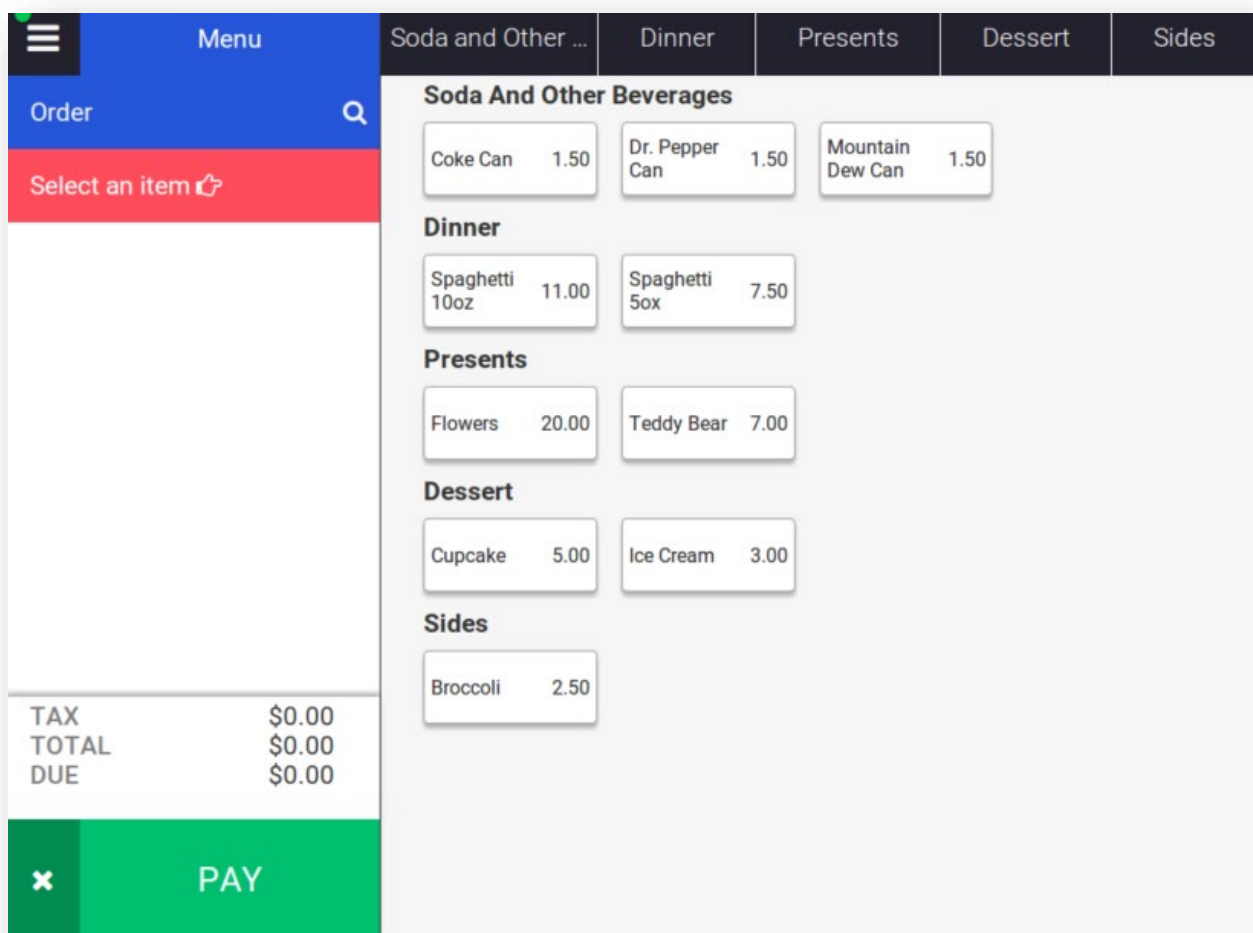 Menu
Soda and Other ...
Dinner
Presents
Dessert
Sides
Order
Select an item
Soda And Other Beverages
Coke Can 1.50
Dr. Pepper
Can
1.50
Mountain
Dew Can
1.50
Dinner
Spaghetti
10oz
11.00
Spaghetti
5ox
7.50
Presents
Flowers 20.00
Teddy Bear 7.00
Dessert
Cupcake 5.00
Ice Cream 3.00
Sides
Broccoli 2.50
TAX $0.00
TOTAL $0.00
DUE $0.00
PAY